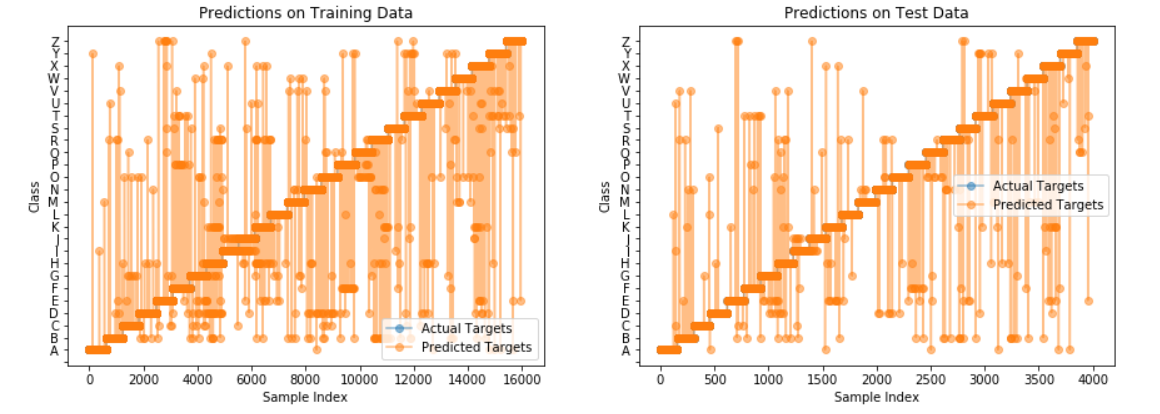 Predictions on Training Data
Z
Y
X
W
V
U
T
S
R
Q
P
O
N
M
L
K
J
I
H
G
F
E
D
C
B
A
Class
0
2000
4000
6000
8000
10000
12000
14000
16000
Sample Index
Actual Targets
Predicted Targets
Predictions on Test Data
Z
Y
X
W
V
U
T
S
R
Q
P
O
N
M
L
K
J
I
H
G
F
E
D
C
B
A
Class
0
500
1000
1500
2000
2500
3000
3500
4000
Sample Index
Actual Targets
Predicted Targets